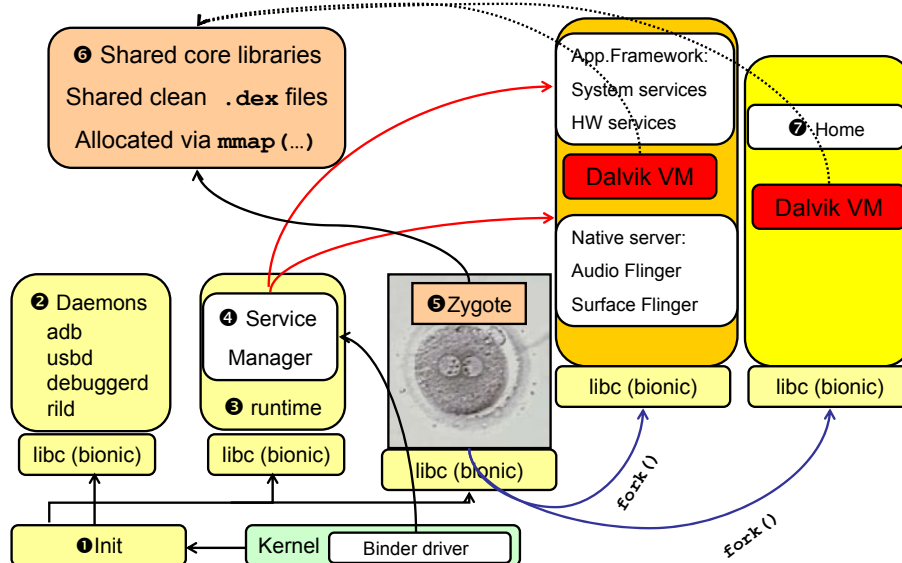 ❻ Shared core libraries
Shared clean .dex files
Allocated via mmap(…)
App.Framework:
System services
HW services
Dalvik VM
Native server:
Audio Flinger
Surface Flinger
libc (bionic)
❼ Home
Dalvik VM
libc (bionic)
❷ Daemons
adb
usbd
debuggerd
rild
libc (bionic)
❹ Service
Manager
❸ runtime
libc (bionic)
❺Zygote
libc (bionic)
fork()
fork()
❶Init
Kernel
Binder driver